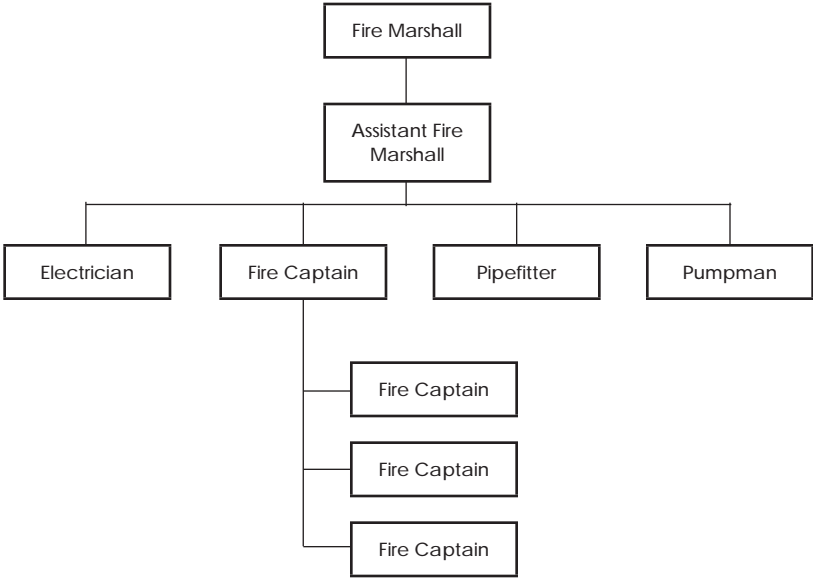 Fire Marshall
Assistant Fire
Marshall
Electrician
Fire Captain
Pipefitter
Pumpman
Fire Captain
Fire Captain
Fire Captain